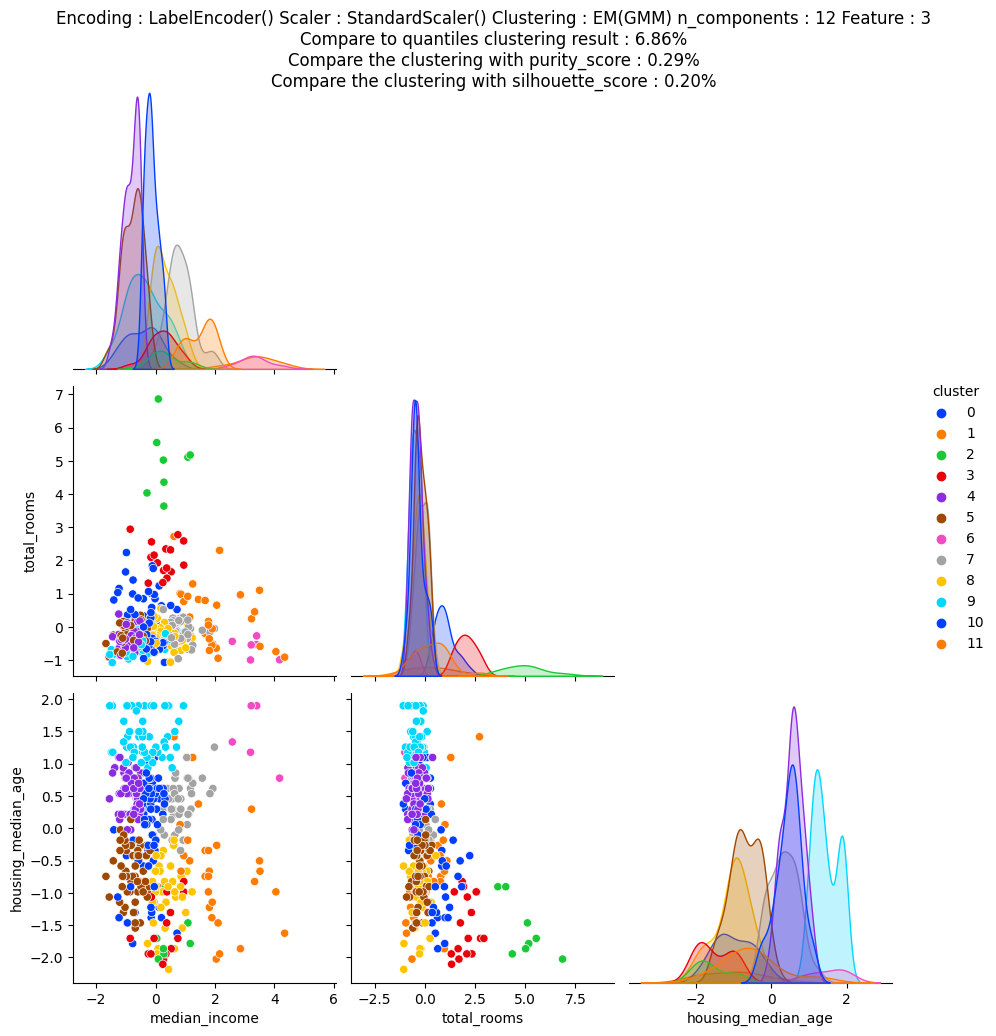 Encoding : LabelEncoder() Scaler : StandardScaler() Clustering : EM(GMM) n_components : 12 Feature : 3
Compare to quantiles clustering result : 6.86%
Compare the clustering with purity_score : 0.29%
Compare the clustering with silhouette_score : 0.20%
7
6
5
4
3
2
1
0
−1
total_rooms
cluster
0
1
2
3
4
5
6
7
8
9
10
11
2.0
1.5
1.0
0.5
0.0
−0.5
−1.0
−1.5
−2.0
housing_median_age
−2 0 2 4 6
median_income
−2.5 0.0 2.5 5.0 7.5
total_rooms
−2 0 2
housing_median_age